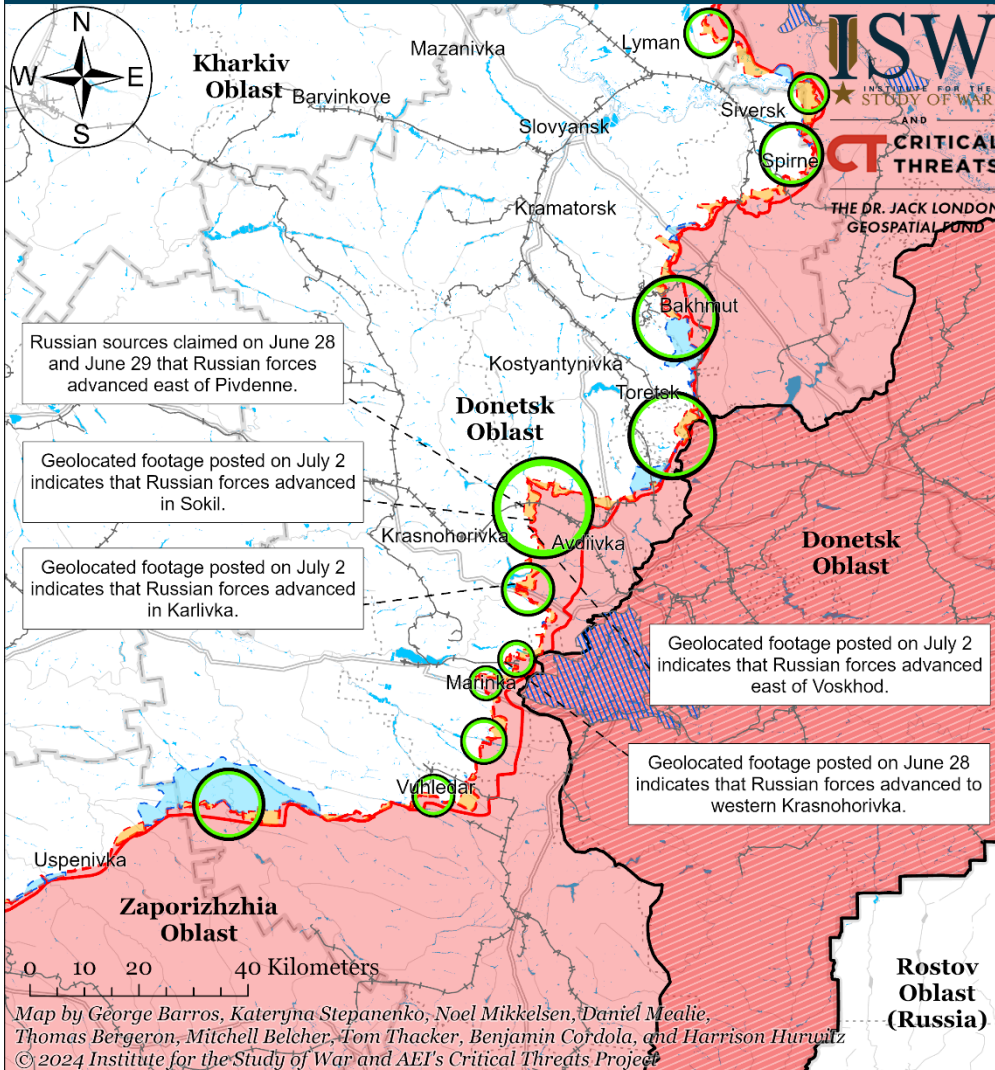 N
W
E
S
Kharkiv
Oblast
Mazanivka
Barvinkove
Lyman
Slovyansk
Siversk
Spirne
Kramatorsk
ISW
INSTITUTE FOR THE
STUDY OF WAR
AND
CT CRITICAL
THREATS
THE DR. JACK LONDON
GEOSPATIAL FUND
Bakhmut
Russian sources claimed on June 28
and June 29 that Russian forces
advanced east of Pivdenne.
Kostyantynivka
Toretsk
Donetsk
Oblast
Geolocated footage posted on July 2
indicates that Russian forces advanced
in Sokil.
Krasnohorivka
Avdiivka
Donetsk
Oblast
Geolocated footage posted on July 2
indicates that Russian forces advanced
in Karlivka.
Geolocated footage posted on July 2
indicates that Russian forces advanced
east of Voskhod.
Marinka
Geolocated footage posted on June 28
indicates that Russian forces advanced to
western Krasnohorivka.
Vuhledar
Uspenivka
Zaporizhzhia
Oblast
0 10 20 40 Kilometers
Rostov
Oblast
(Russia)
Map by George Barros, Kateryna Stepanenko, Noel Mikkelsen, Daniel Mealie,
Thomas Bergeron, Mitchell Belcher, Tom Thacker, Benjamin Cordola, and Harrison Hurwitz
© 2024 Institute for the Study of War and AEI's Critical Threats Project